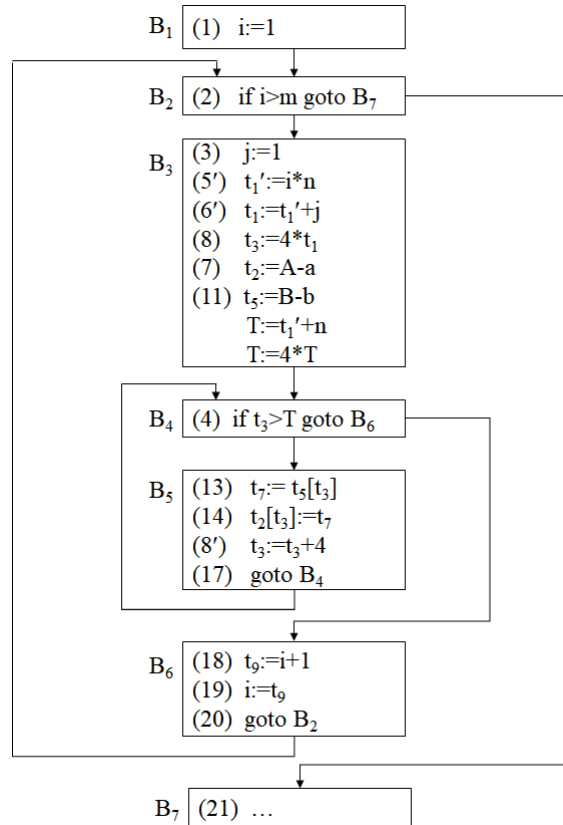 B₁ (1) i:=1
B₂ (2) if i>m goto B₇
B₃ (3) j:=1
(5′) t₁′:=i*n
(6′) t₁:=t₁′+j
(8) t₃:=4*t₁
(7) t₂:=A-a
(11) t₅:=B-b
T:=t₁′+n
T:=4*T
B₄ (4) if t₃>T goto B₆
B₅ (13) t₇:= t₅[t₃]
(14) t₂[t₃]:=t₇
(8′) t₃:=t₃+4
(17) goto B₄
B₆ (18) t₉:=i+1
(19) i:=t₉
(20) goto B₂
B₇ (21) ...